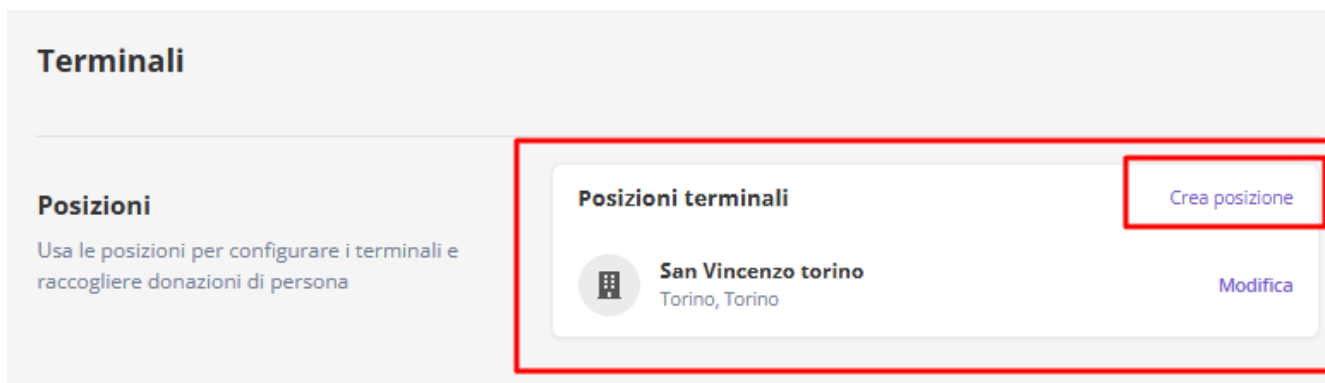 Terminali
Posizioni
Usa le posizioni per configurare i terminali e
raccogliere donazioni di persona
Posizioni terminali
Crea posizione
San Vincenzo torino
Torino, Torino
Modifica